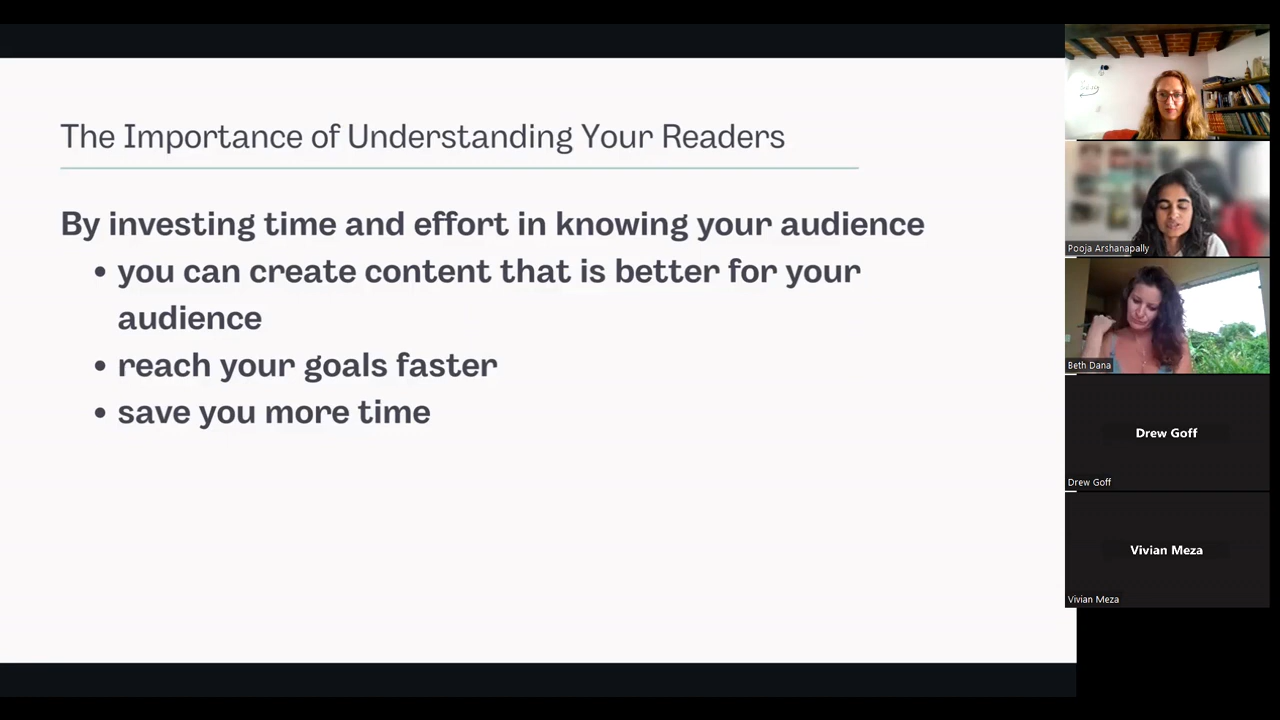 The Importance of Understanding Your Readers
By investing time and effort in knowing your audience
• you can create content that is better for your
audience
• reach your goals faster
• save you more time
Pooja Arshanapally
Beth Dana
Drew Goff
Drew Goff
Vivian Meza
Vivian Meza